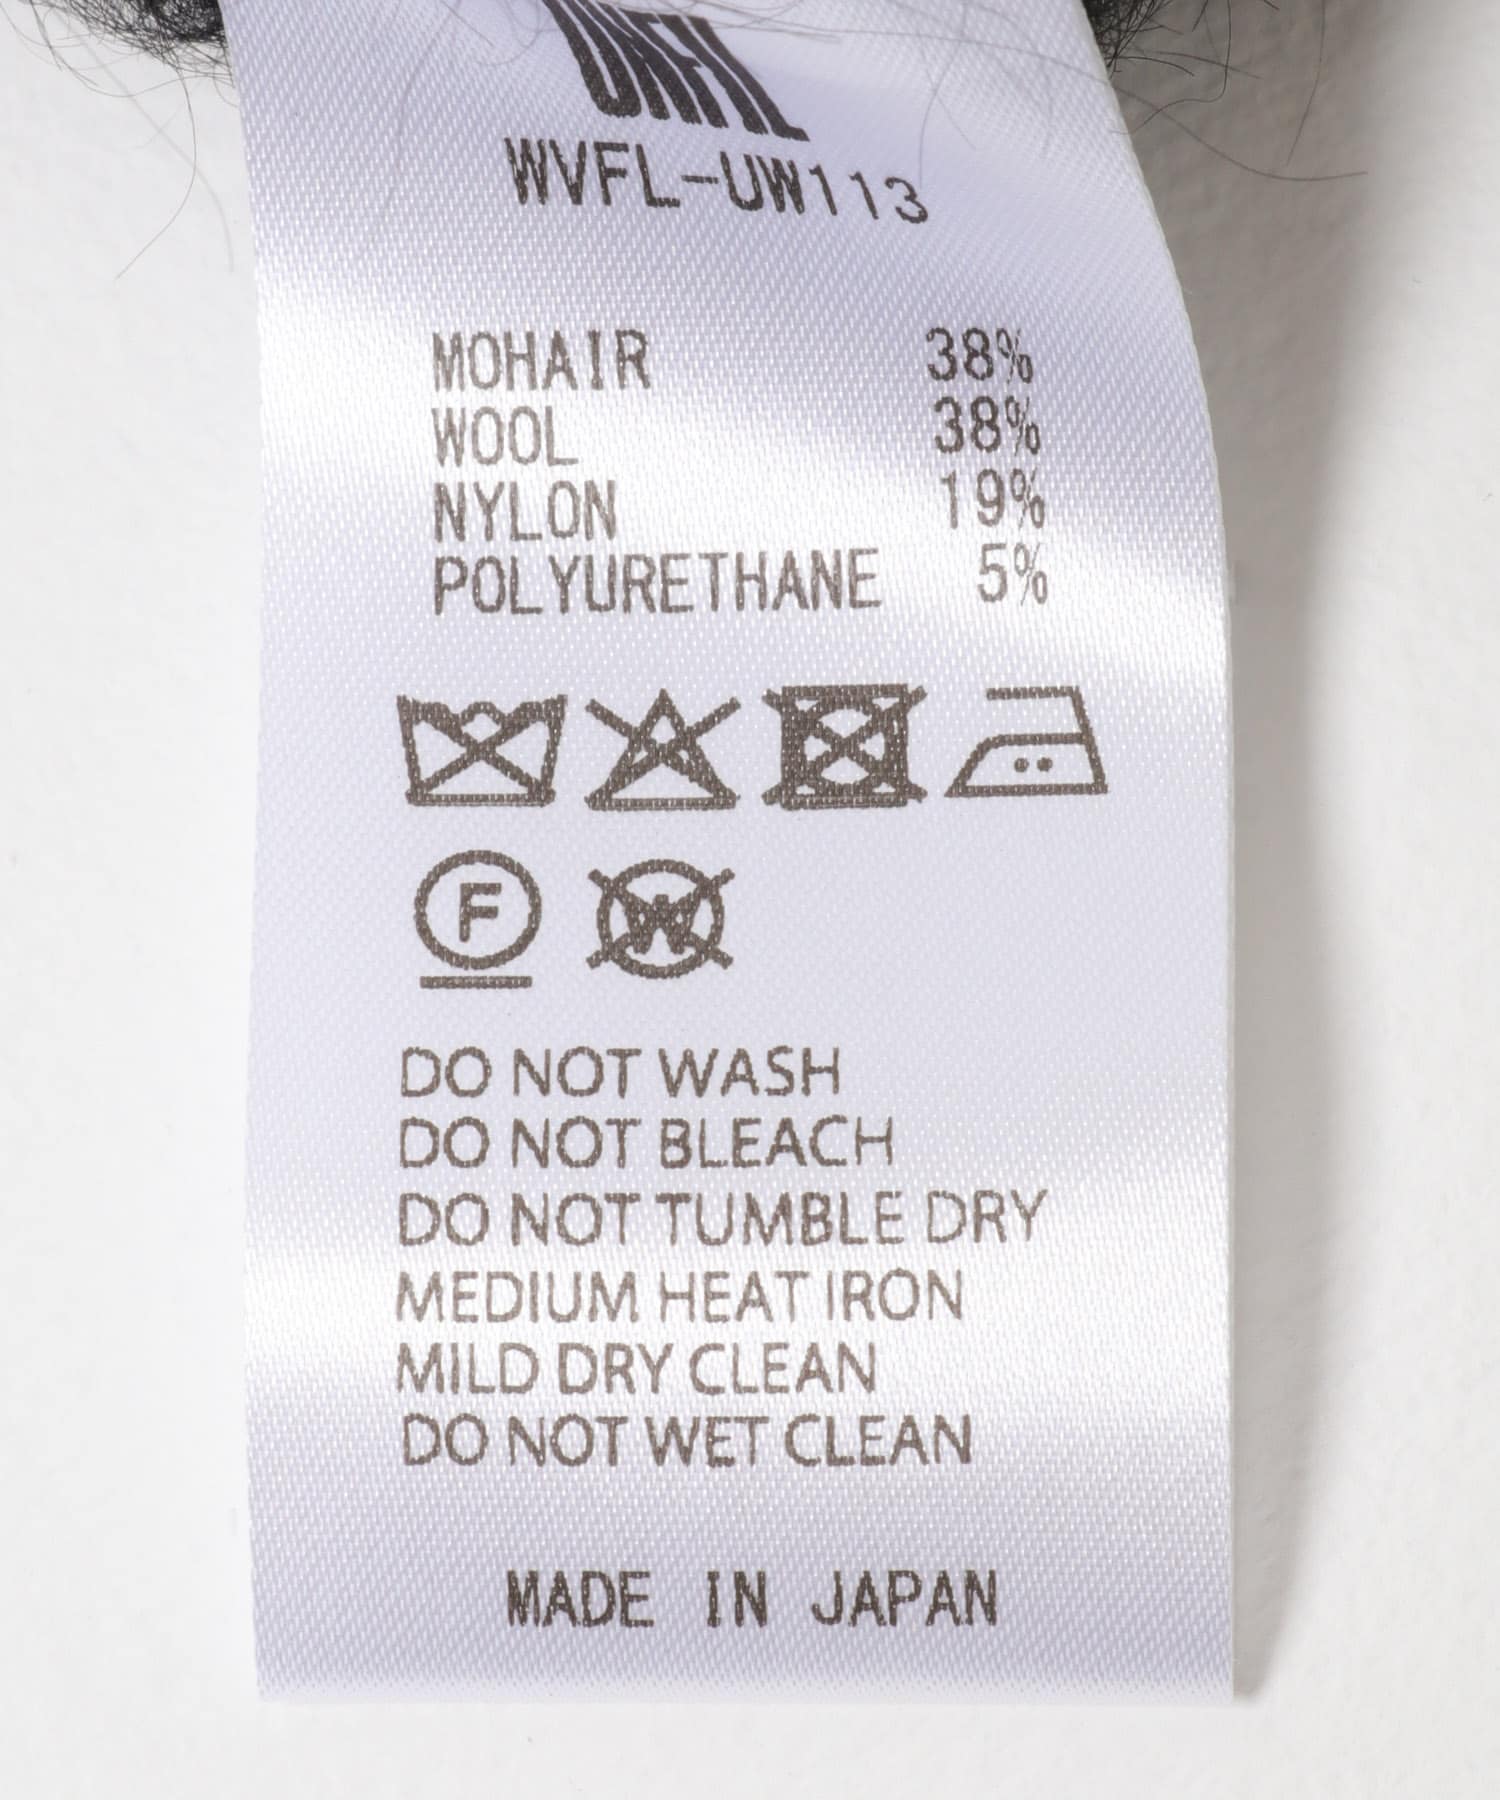 UNFIL
WVFL-UW113
MOHAIR 38%
WOOL 38%
NYLON 19%
POLYURETHANE 5%
F W
DO NOT WASH
DO NOT BLEACH
DO NOT TUMBLE DRY
MEDIUM HEAT IRON
MILD DRY CLEAN
DO NOT WET CLEAN
MADE IN JAPAN